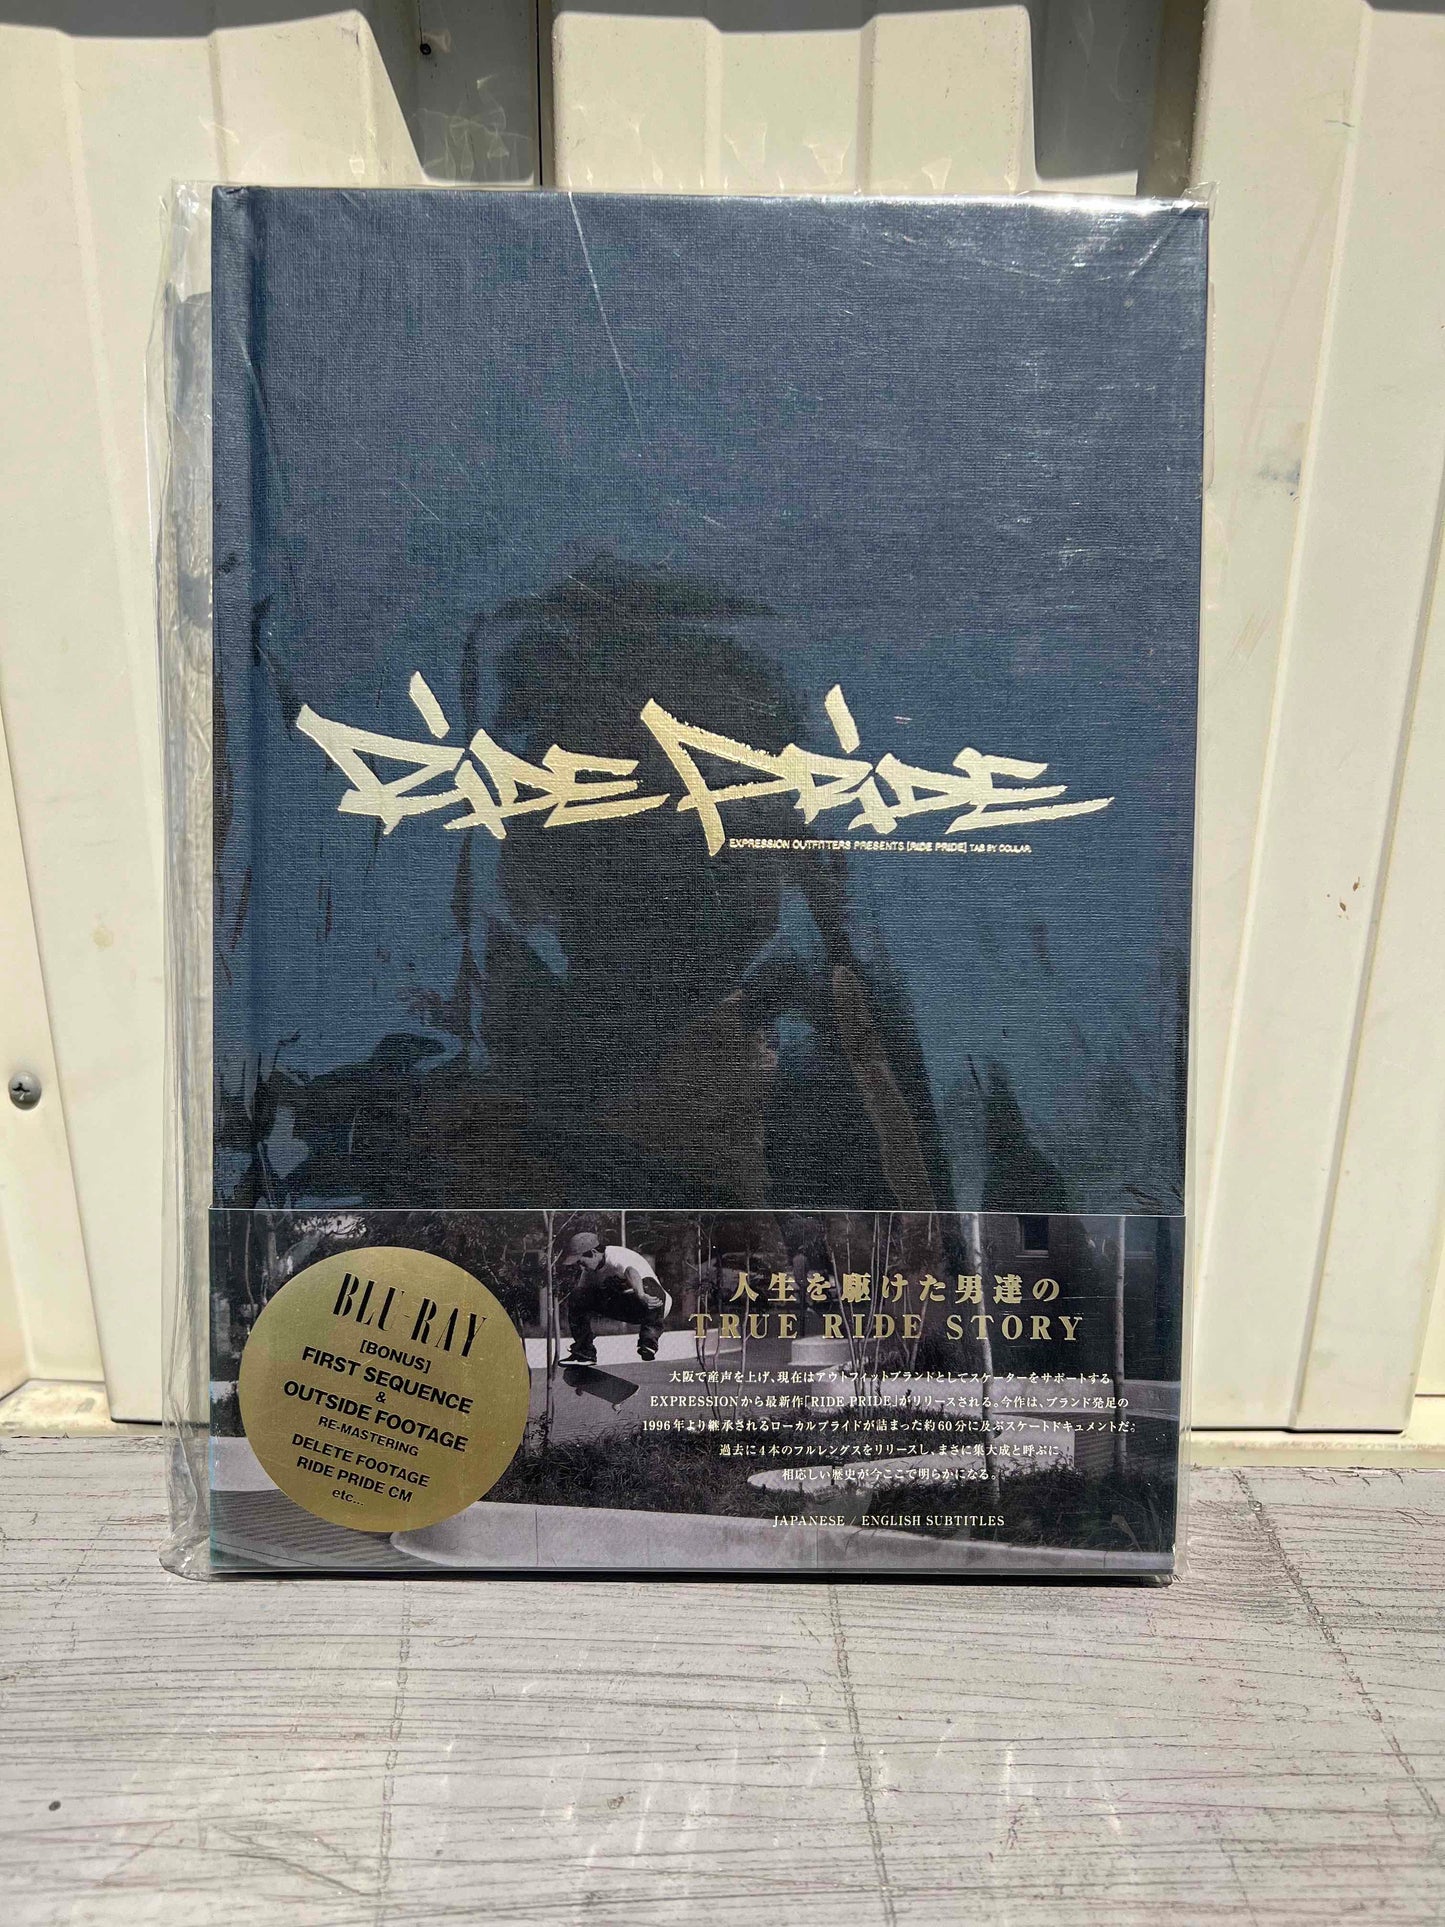 RIDE PRIDE
EXPRESSION OUTFITTERS PRESENTS [RIDE PRIDE] TAG BY COLLAR.
BLU-RAY
[BONUS]
FIRST SEQUENCE
&
OUTSIDE FOOTAGE
RE-MASTERING
DELETE FOOTAGE
RIDE PRIDE CM
etc...
人生を駆けた男達の
TRUE RIDE STORY
大阪で産声を上げ、現在はアウトフィットブランドとしてスケーターをサポートする
EXPRESSIONから最新作「RIDE PRIDE」がリリースされる。今作は、ブランド発足の
1996年より継承されるローカルプライドが詰まった約60分に及ぶスケートドキュメントだ。
過去に4本のフルレングスをリリースし、まさに集大成と呼ぶに
相応しい歴史が今ここで明らかになる。
JAPANESE / ENGLISH SUBTITLES